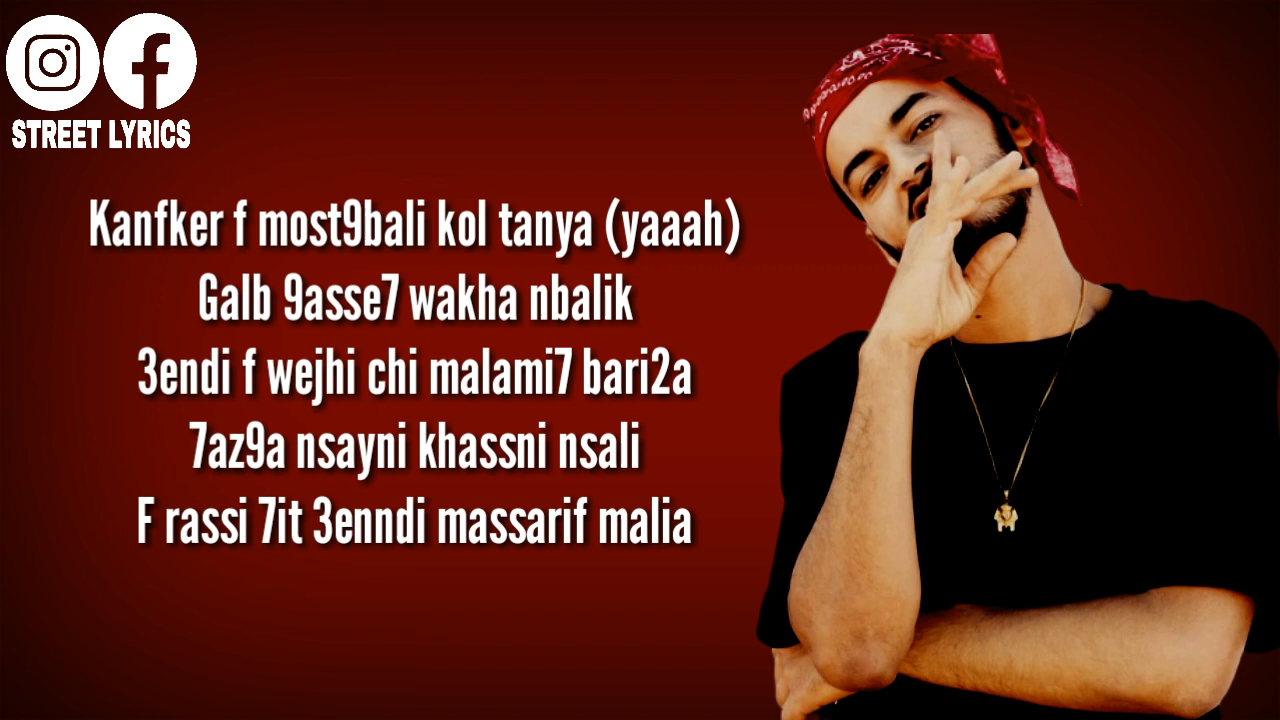 STREET LYRICS
Kanfker f most9bali kol tanya (yaaah)
Galb 9asse7 wakha nbalik
3endi f wejhi chi malami7 bari2a
7az9a nsayni khassni nsali
F rassi 7it 3enndi massarif malia